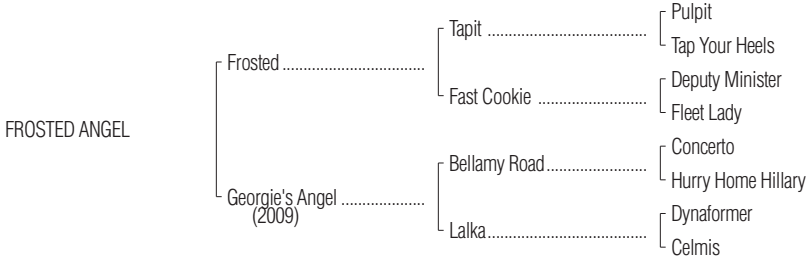 Pulpit
Tapit ........................................
Tap Your Heels
Frosted ....................................
Deputy Minister
Fast Cookie ...........................
Fleet Lady
FROSTED ANGEL
Concerto
Bellamy Road.........................
Hurry Home Hillary
Georgie's Angel .....................
(2009)
Dynaformer
Lalka........................................
Celmis